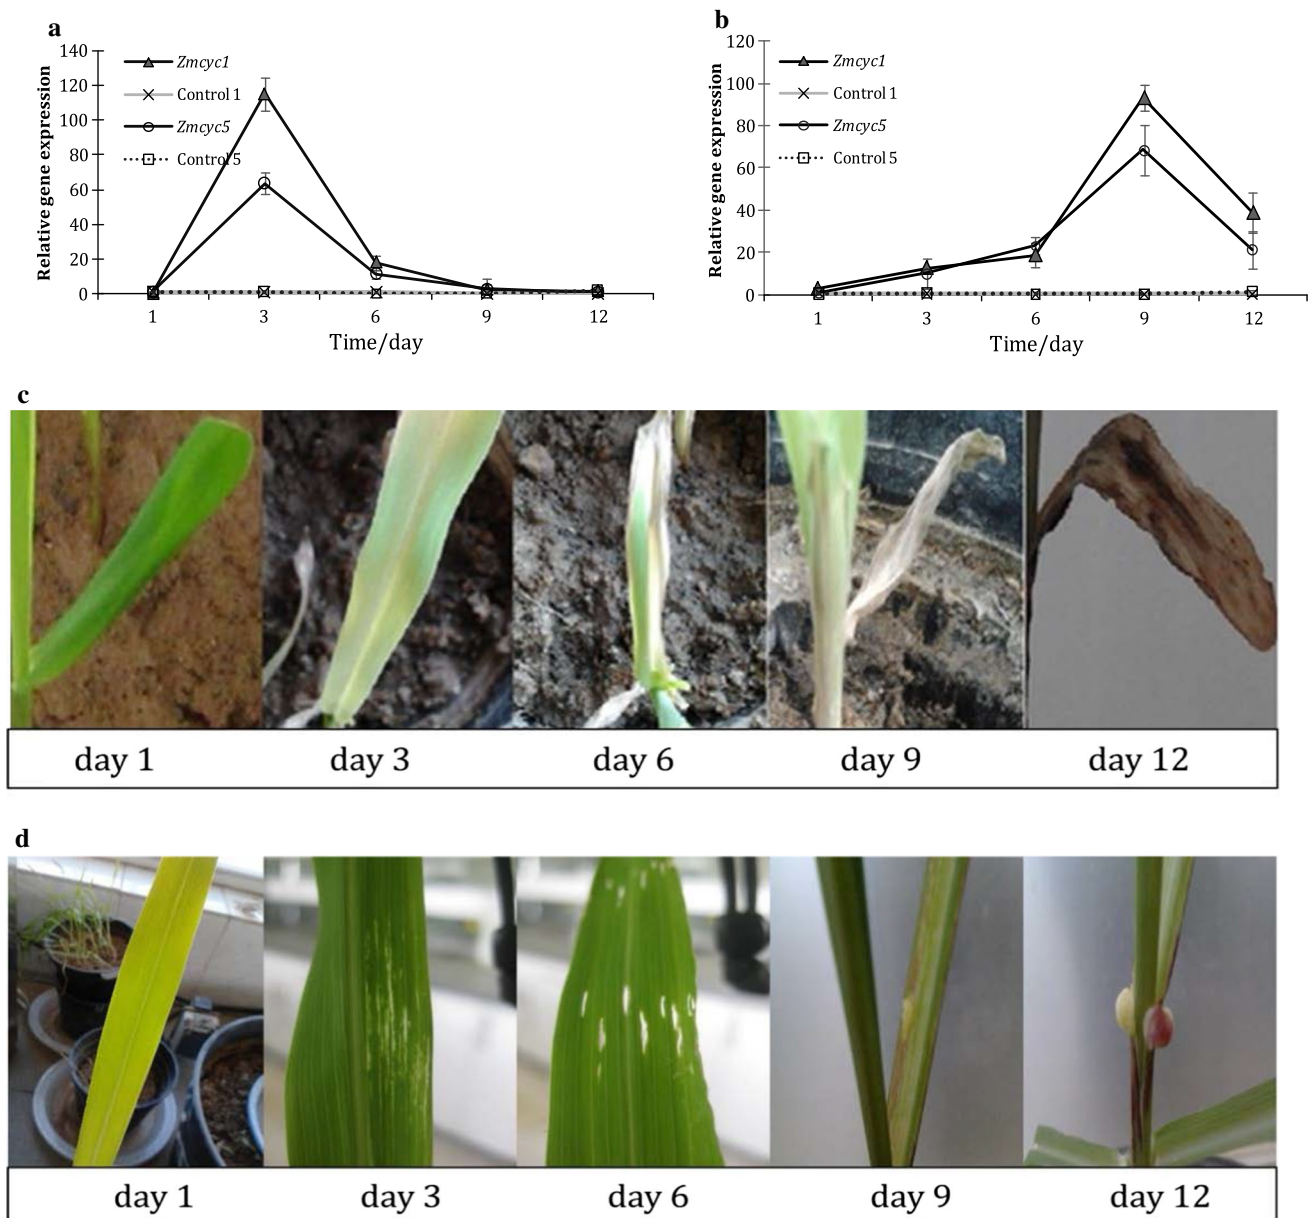 a
140
120
100
80
60
40
20
0
Relative gene expression
Zmcyc1
Control 1
Zmcyc5
Control 5
1 3 6 9 12
Time/day
b
120
100
80
60
40
20
0
Relative gene expression
Zmcyc1
Control 1
Zmcyc5
Control 5
1 3 6 9 12
Time/day
c
day 1 day 3 day 6 day 9 day 12
d
day 1 day 3 day 6 day 9 day 12